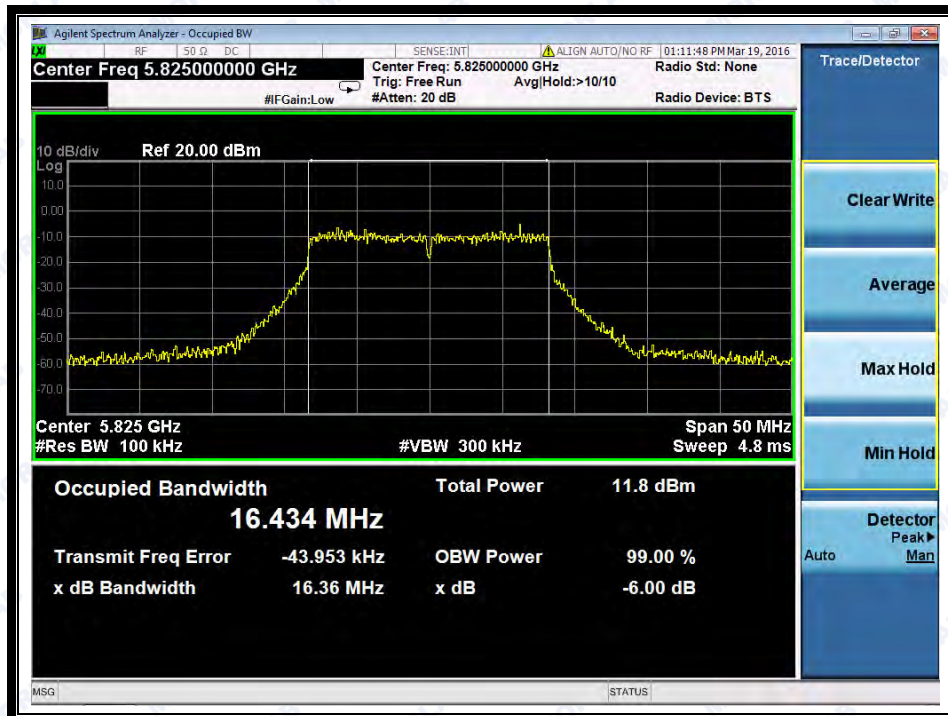 Agilent Spectrum Analyzer - Occupied BW
LXI RF 50 Ω DC SENSE:INT ALIGN AUTO/NO RF 01:11:48 PM Mar 19, 2016
Center Freq 5.825000000 GHz
Center Freq: 5.825000000 GHz Radio Std: None
Trig: Free Run Avg|Hold:>10/10
#IFGain:Low #Atten: 20 dB Radio Device: BTS
10 dB/div Ref 20.00 dBm
Log
10.0
0.00
-10.0
-20.0
-30.0
-40.0
-50.0
-60.0
-70.0
Center 5.825 GHz Span 50 MHz
#Res BW 100 kHz #VBW 300 kHz Sweep 4.8 ms
Occupied Bandwidth Total Power 11.8 dBm
16.434 MHz
Transmit Freq Error -43.953 kHz OBW Power 99.00 %
x dB Bandwidth 16.36 MHz x dB -6.00 dB
MSG STATUS
Trace/Detector
Clear Write
Average
Max Hold
Min Hold
Detector
Peak▶
Auto Man